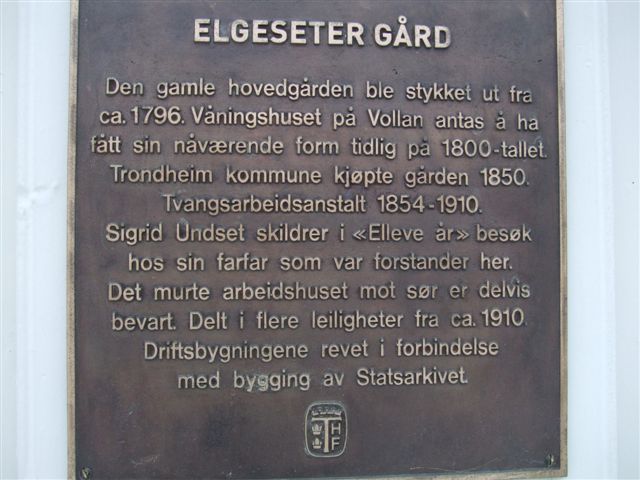 ELGESETER GÅRD
Den gamle hovedgården ble stykket ut fra
ca. 1796. Våningshuset på Vollan antas å ha
fått sin nåværende form tidlig på 1800-tallet.
Trondheim kommune kjøpte gården 1850.
Tvangsarbeidsanstalt 1854-1910.
Sigrid Undset skildrer i «Elleve år» besøk
hos sin farfar som var forstander her.
Det murte arbeidshuset mot sør er delvis
bevart. Delt i flere leiligheter fra ca. 1910.
Driftsbygningene revet i forbindelse
med bygging av Statsarkivet.
THF